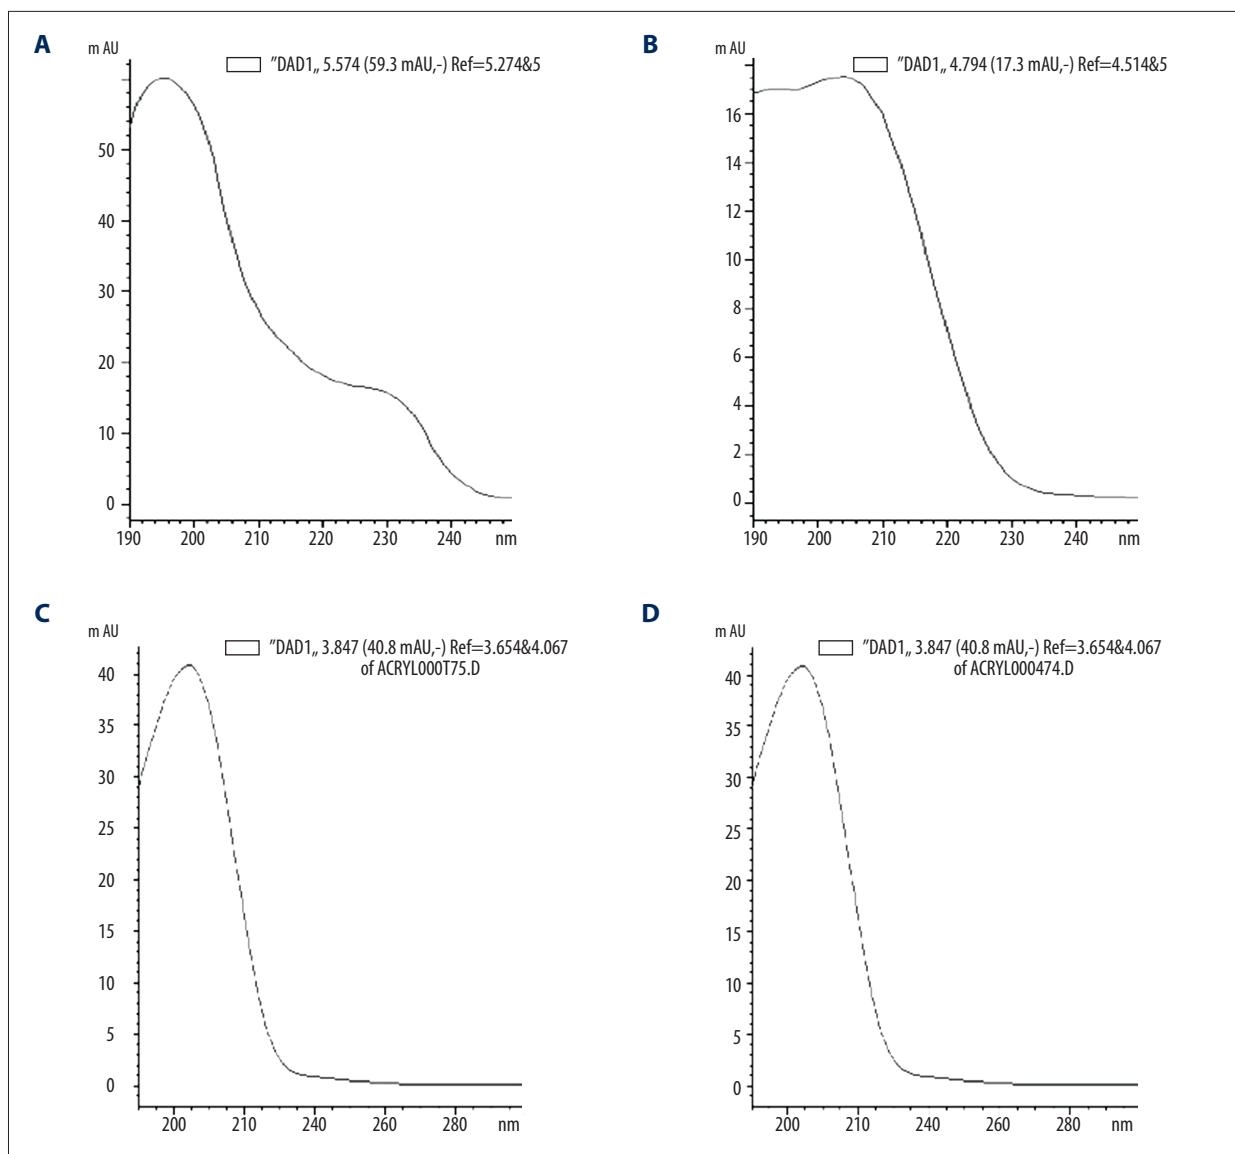 A
m AU
"DAD1,, 5.574 (59.3 mAU,-) Ref=5.274&5
50
40
30
20
10
0
190 200 210 220 230 240 nm
B
m AU
"DAD1,, 4.794 (17.3 mAU,-) Ref=4.514&5
16
14
12
10
8
6
4
2
0
190 200 210 220 230 240 nm
C
m AU
"DAD1,, 3.847 (40.8 mAU,-) Ref=3.654&4.067
of ACRYL000T75.D
40
35
30
25
20
15
10
5
0
200 210 240 260 280 nm
D
m AU
"DAD1,, 3.847 (40.8 mAU,-) Ref=3.654&4.067
of ACRYL000474.D
40
35
30
25
20
15
10
5
0
200 210 240 260 280 nm